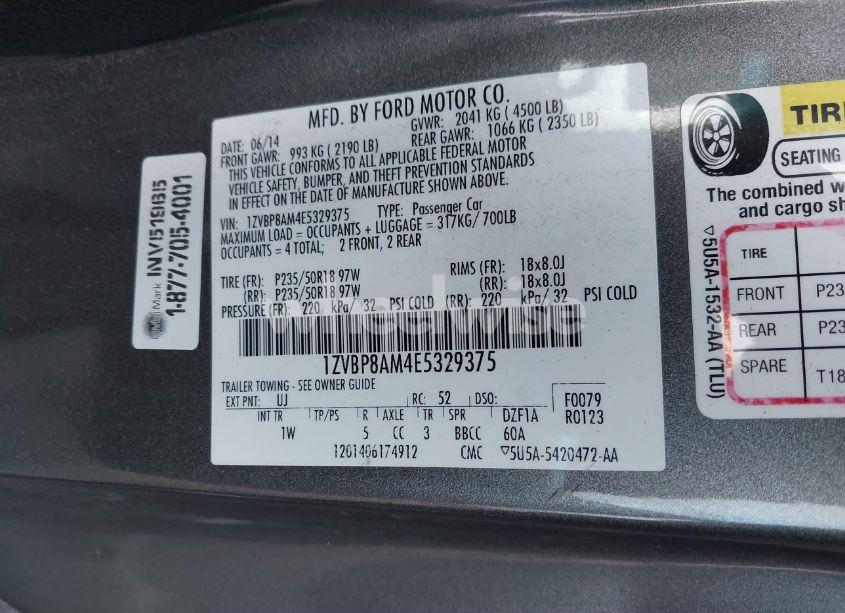 MFD. BY FORD MOTOR CO.
DATE: 06/14 GVWR: 2041 KG ( 4500 LB)
FRONT GAWR: 993 KG ( 2190 LB) REAR GAWR: 1066 KG ( 2350 LB)
THIS VEHICLE CONFORMS TO ALL APPLICABLE FEDERAL MOTOR
VEHICLE SAFETY, BUMPER, AND THEFT PREVENTION STANDARDS
IN EFFECT ON THE DATE OF MANUFACTURE SHOWN ABOVE.
VIN: 1ZVBP8AM4E5329375 TYPE: Passenger Car
MAXIMUM LOAD = OCCUPANTS + LUGGAGE = 317KG/ 700LB
OCCUPANTS = 4 TOTAL; 2 FRONT, 2 REAR
TIRE (FR): P235/50R18 97W RIMS (FR): 18x8.0J
(RR): P235/50R18 97W (RR): 18x8.0J
PRESSURE (FR): 220 kPa/ 32 PSI COLD (RR): 220 kPa/ 32 PSI COLD
1ZVBP8AM4E5329375
TRAILER TOWING - SEE OWNER GUIDE
EXT PNT: UJ RC: 52 DSO: F0079
INT TR TP/PS R AXLE TR SPR DZF1A R0123
1W 5 CC 3 BBCC 60A
1201406174912 CMC ▽5U5A-5420472-AA
Mark INV1519615
1-877-705-4001
TIRE
SEATING
The combined w
and cargo sh
TIRE
FRONT P23
REAR P23
SPARE T18
▽5U5A-1532-AA (TLU)